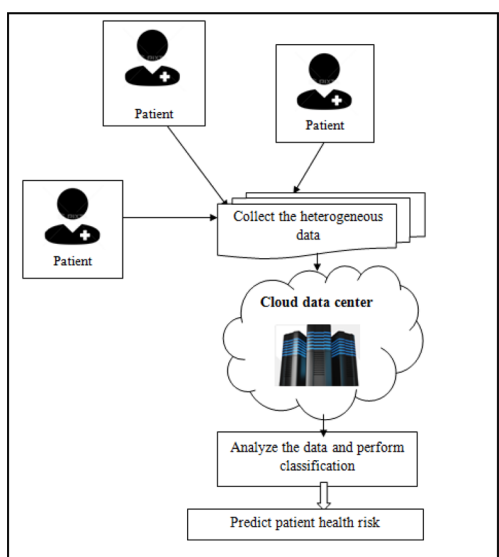 Patient
Patient
Patient
Collect the heterogeneous
data
Cloud data center
Analyze the data and perform
classification
Predict patient health risk